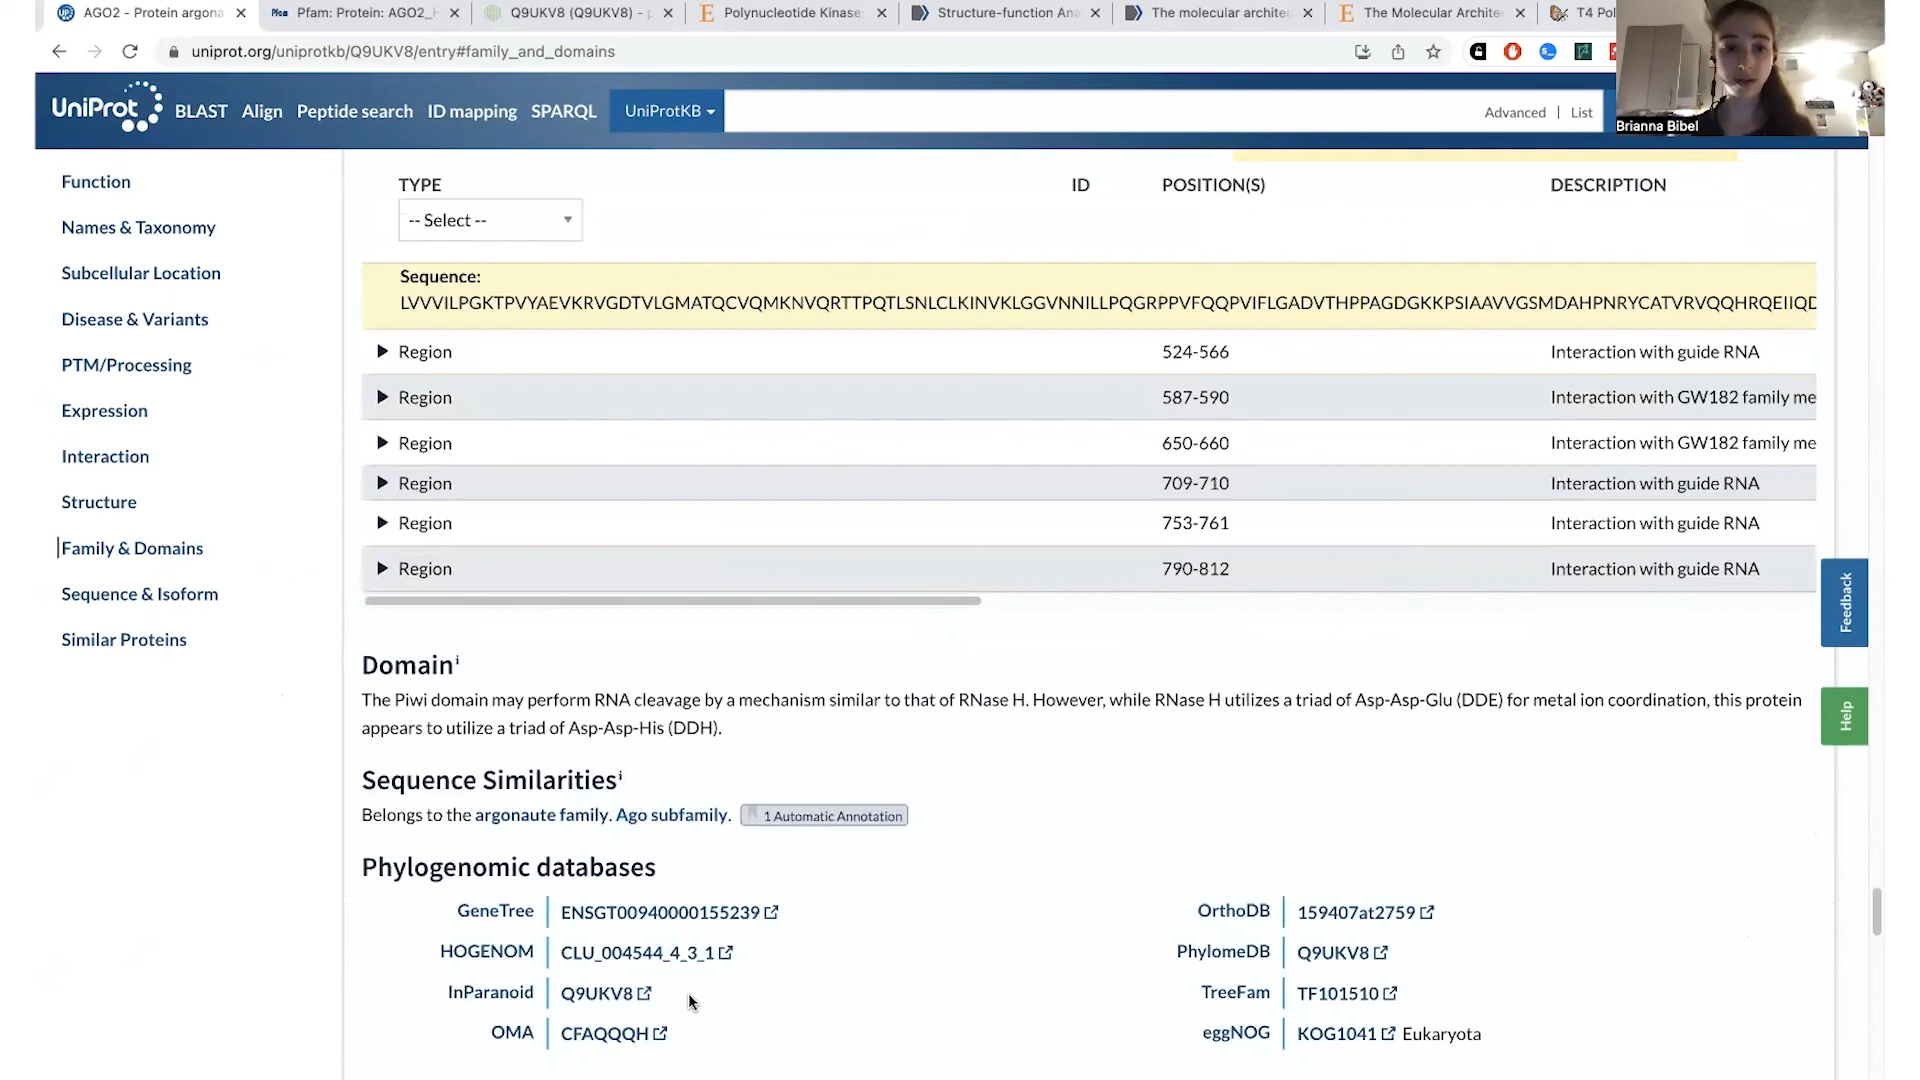 AGO2 - Protein argona
Pfam: Protein: AGO2_H
Q9UKV8 (Q9UKV8) - p
Polynucleotide Kinase
Structure-function Ana
The molecular architec
The Molecular Archite
T4 Pol
uniprot.org/uniprotkb/Q9UKV8/entry#family_and_domains
UniProt
BLAST Align Peptide search ID mapping SPARQL
UniProtKB
Advanced | List
Brianna Bibel
Function
Names & Taxonomy
Subcellular Location
Disease & Variants
PTM/Processing
Expression
Interaction
Structure
Family & Domains
Sequence & Isoform
Similar Proteins
TYPE ID POSITION(S) DESCRIPTION
-- Select --
Sequence:
LVVVILPGKTPVYAEVKRVGDTVLGMATQCVQMKNVQRTTPQTLSNLCLKINVKLGGVNNILLPQGRPPVFQQPVIFLGADVTHPPAGDGKKPSIAAVVGSMDAHPNRYCATVRVQQHRQEIIQD
Region 524-566 Interaction with guide RNA
Region 587-590 Interaction with GW182 family me
Region 650-660 Interaction with GW182 family me
Region 709-710 Interaction with guide RNA
Region 753-761 Interaction with guide RNA
Region 790-812 Interaction with guide RNA
Domain i
The Piwi domain may perform RNA cleavage by a mechanism similar to that of RNase H. However, while RNase H utilizes a triad of Asp-Asp-Glu (DDE) for metal ion coordination, this protein
appears to utilize a triad of Asp-Asp-His (DDH).
Sequence Similarities i
Belongs to the argonaute family. Ago subfamily. 1 Automatic Annotation
Phylogenomic databases
GeneTree ENSGT00940000155239
HOGENOM CLU_004544_4_3_1
InParanoid Q9UKV8
OMA CFAQQQH
OrthoDB 159407at2759
PhylomeDB Q9UKV8
TreeFam TF101510
eggNOG KOG1041 Eukaryota
Feedback
Help